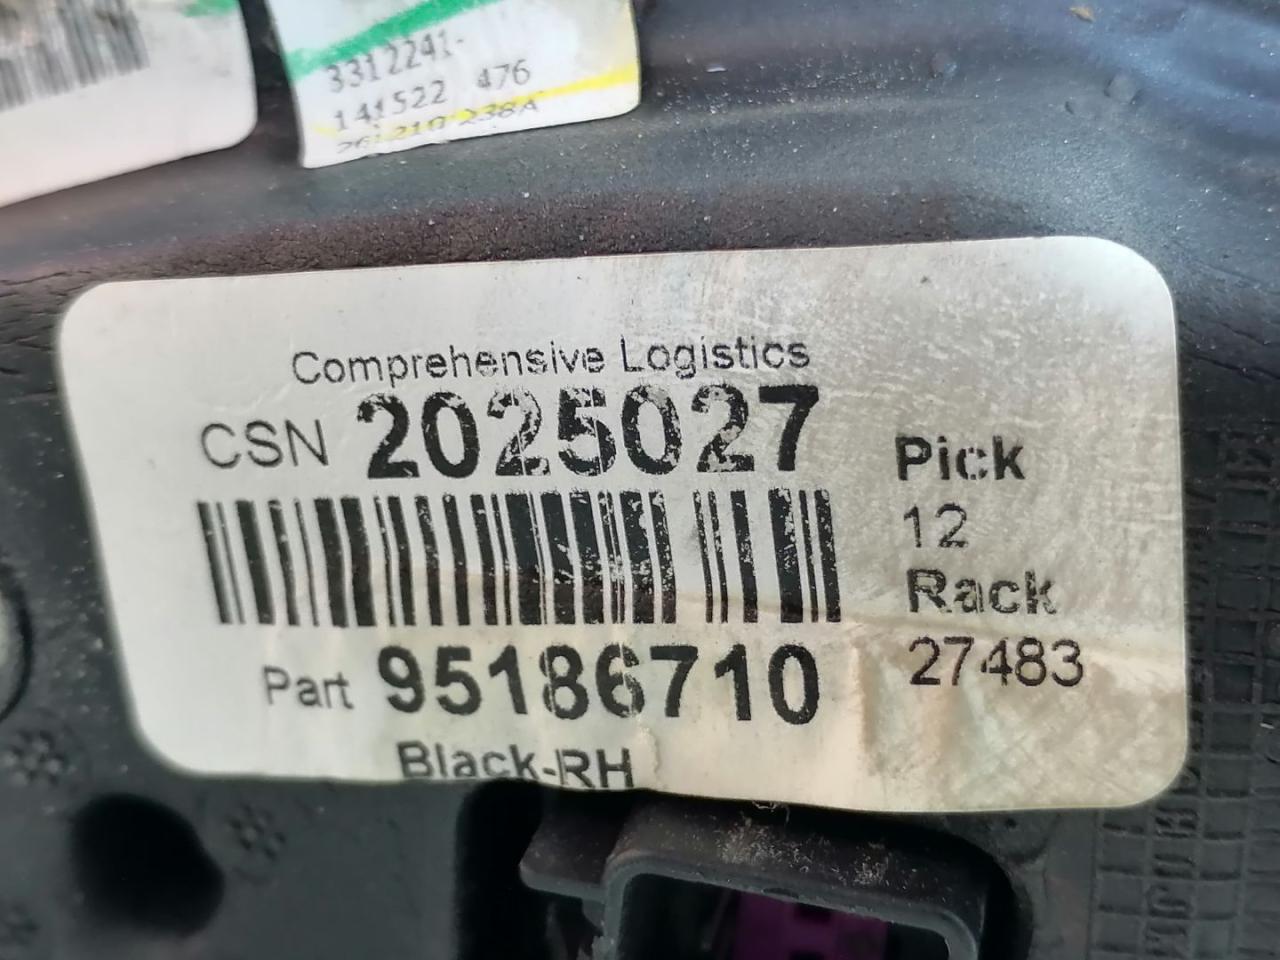 3312241-
141522 476
Comprehensive Logistics
CSN 2025027
Pick
12
Rack
27483
Part 95186710
Black-RH